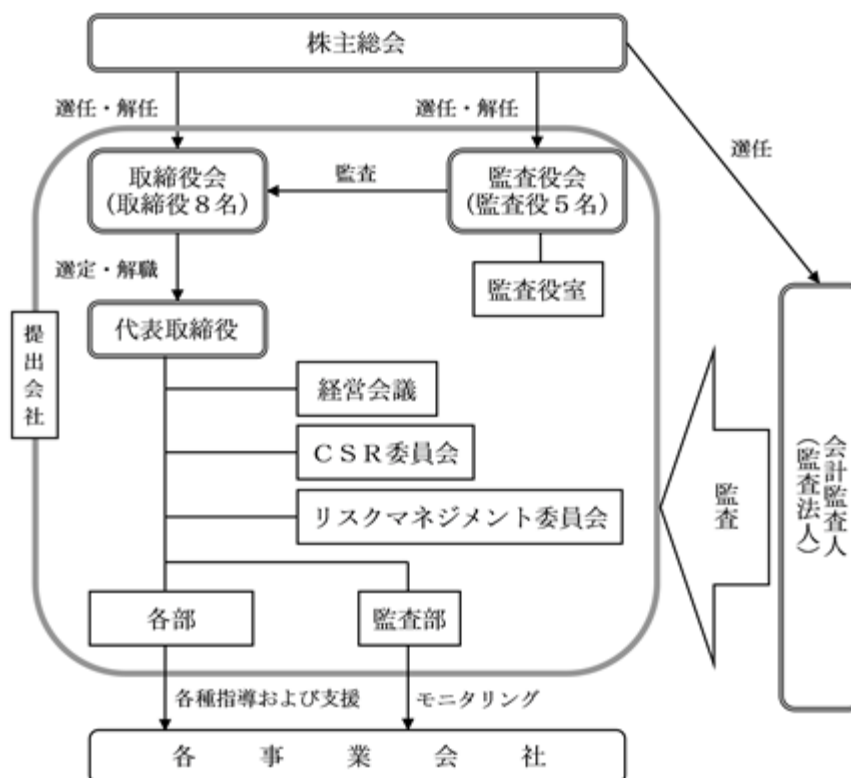 株主総会
選任・解任
選任・解任
選任
取締役会
(取締役8名)
監査
監査役会
(監査役5名)
選定・解職
監査役室
代表取締役
提出会社
経営会議
CSR委員会
リスクマネジメント委員会
監査
会計監査人
(監査法人)
各部
監査部
各種指導および支援
モニタリング
各事業会社